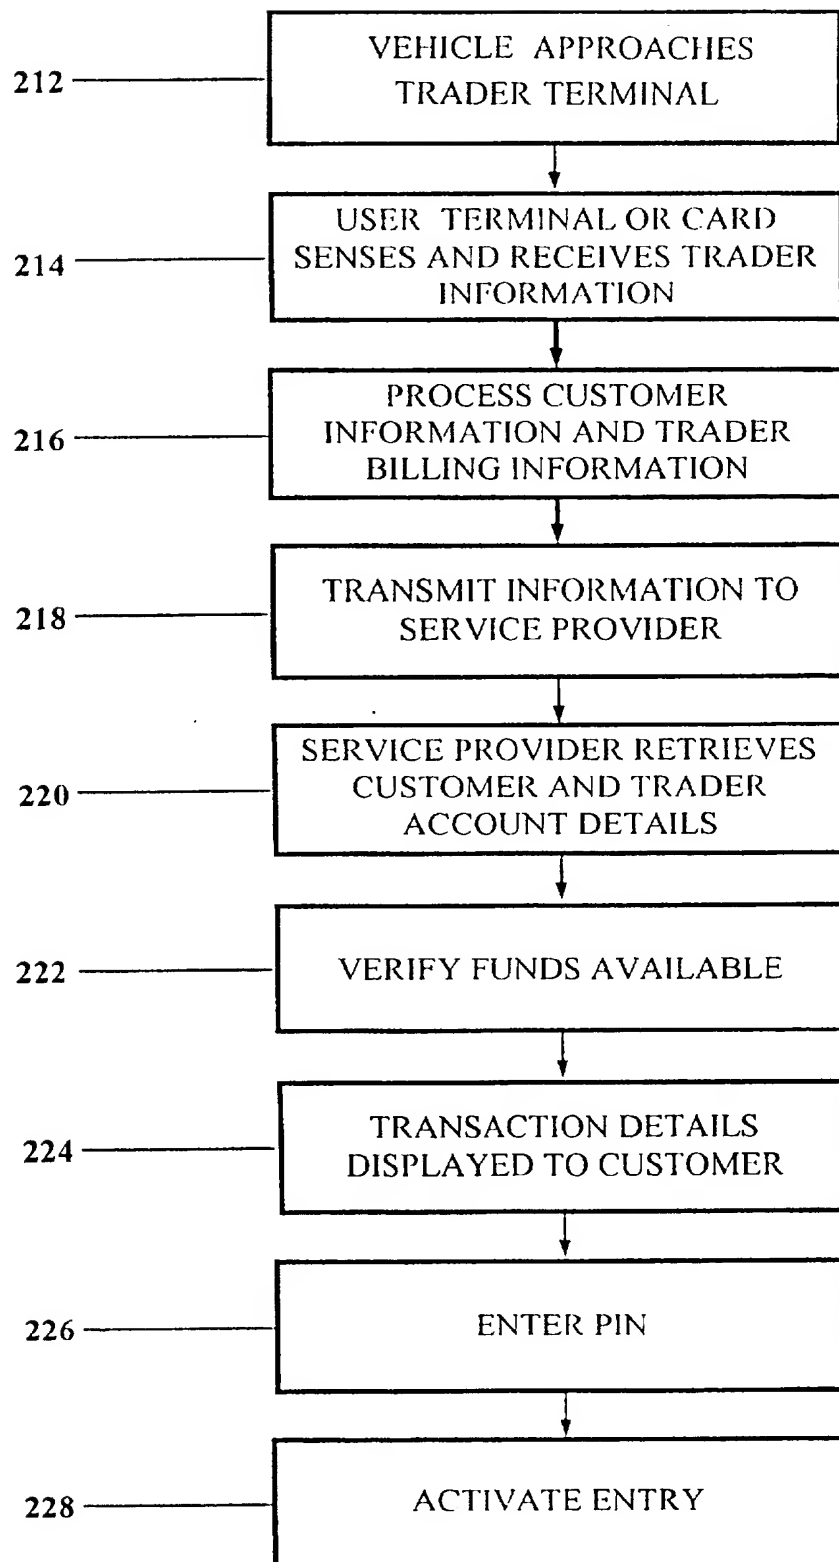 212
VEHICLE APPROACHES
TRADER TERMINAL
214
USER TERMINAL OR CARD
SENSES AND RECEIVES TRADER
INFORMATION
216
PROCESS CUSTOMER
INFORMATION AND TRADER
BILLING INFORMATION
218
TRANSMIT INFORMATION TO
SERVICE PROVIDER
220
SERVICE PROVIDER RETRIEVES
CUSTOMER AND TRADER
ACCOUNT DETAILS
222
VERIFY FUNDS AVAILABLE
224
TRANSACTION DETAILS
DISPLAYED TO CUSTOMER
226
ENTER PIN
228
ACTIVATE ENTRY